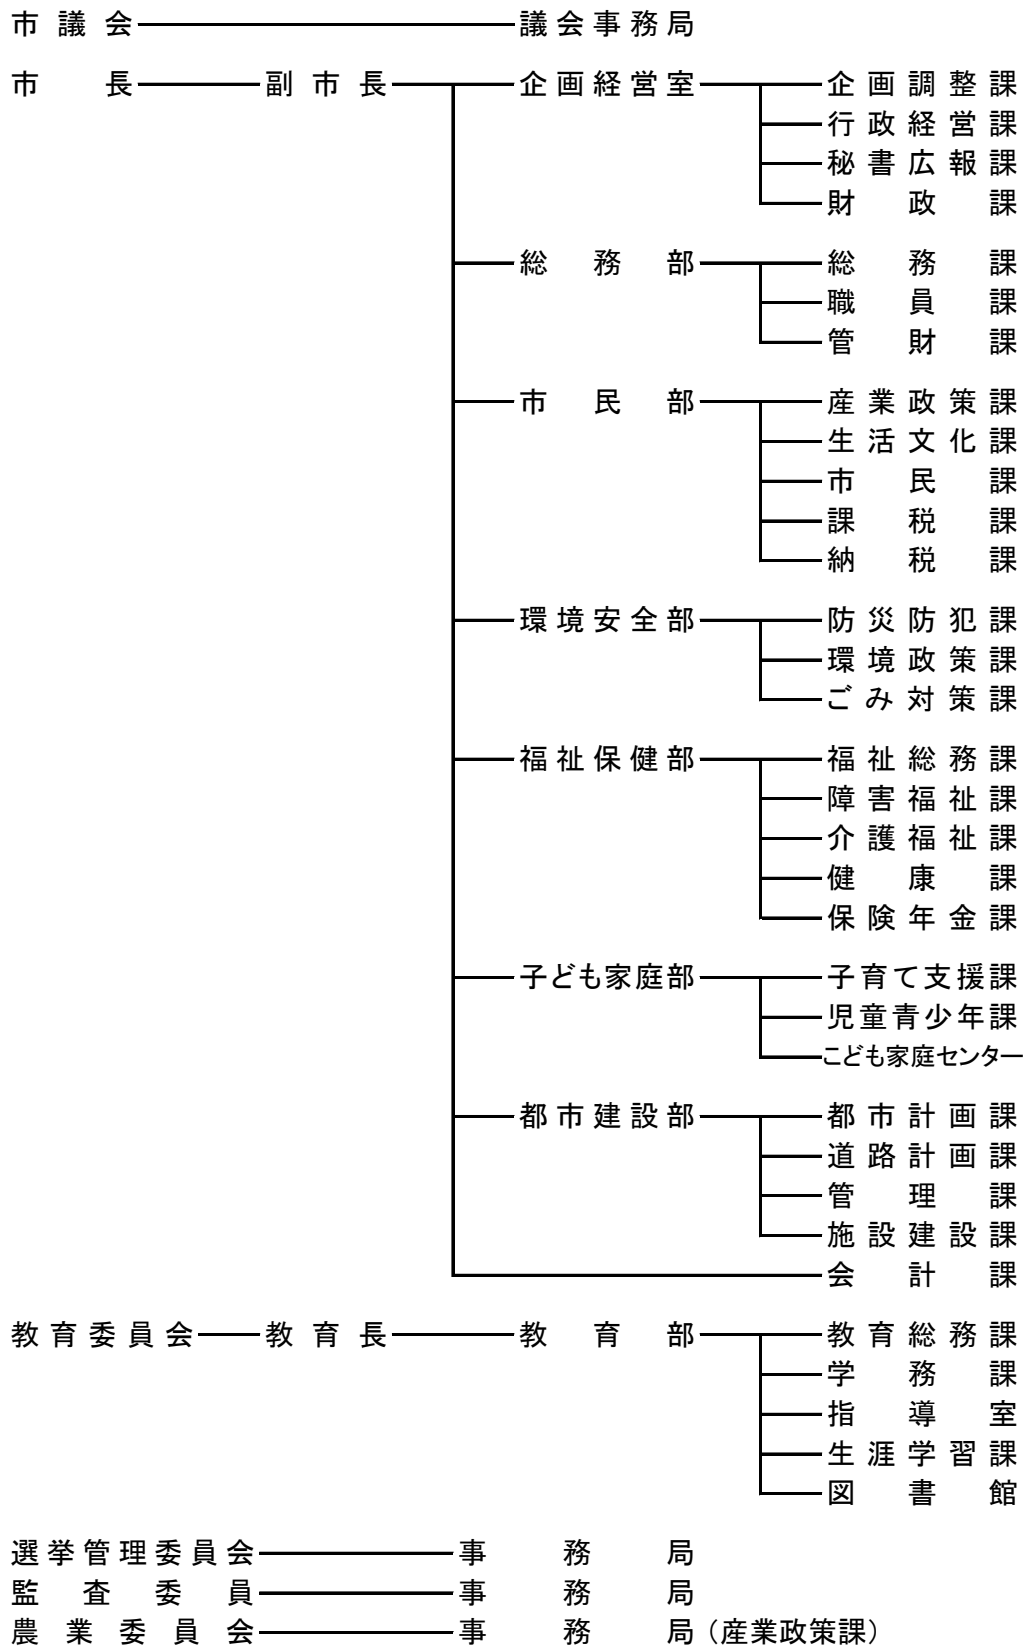 市議会 議会事務局
市長 副市長 企画経営室 企画調整課
行政経営課
秘書広報課
財政課
総務部 総務課
職員課
管財課
市民部 産業政策課
生活文化課
市民課
課税課
納税課
環境安全部 防災防犯課
環境政策課
ごみ対策課
福祉保健部 福祉総務課
障害福祉課
介護福祉課
健康課
保険年金課
子ども家庭部 子育て支援課
児童青少年課
こども家庭センター
都市建設部 都市計画課
道路計画課
管理課
施設建設課
会計課
教育委員会 教育長 教育部 教育総務課
学務課
指導室
生涯学習課
図書館
選挙管理委員会 事務局
監査委員 事務局
農業委員会 事務局（産業政策課）